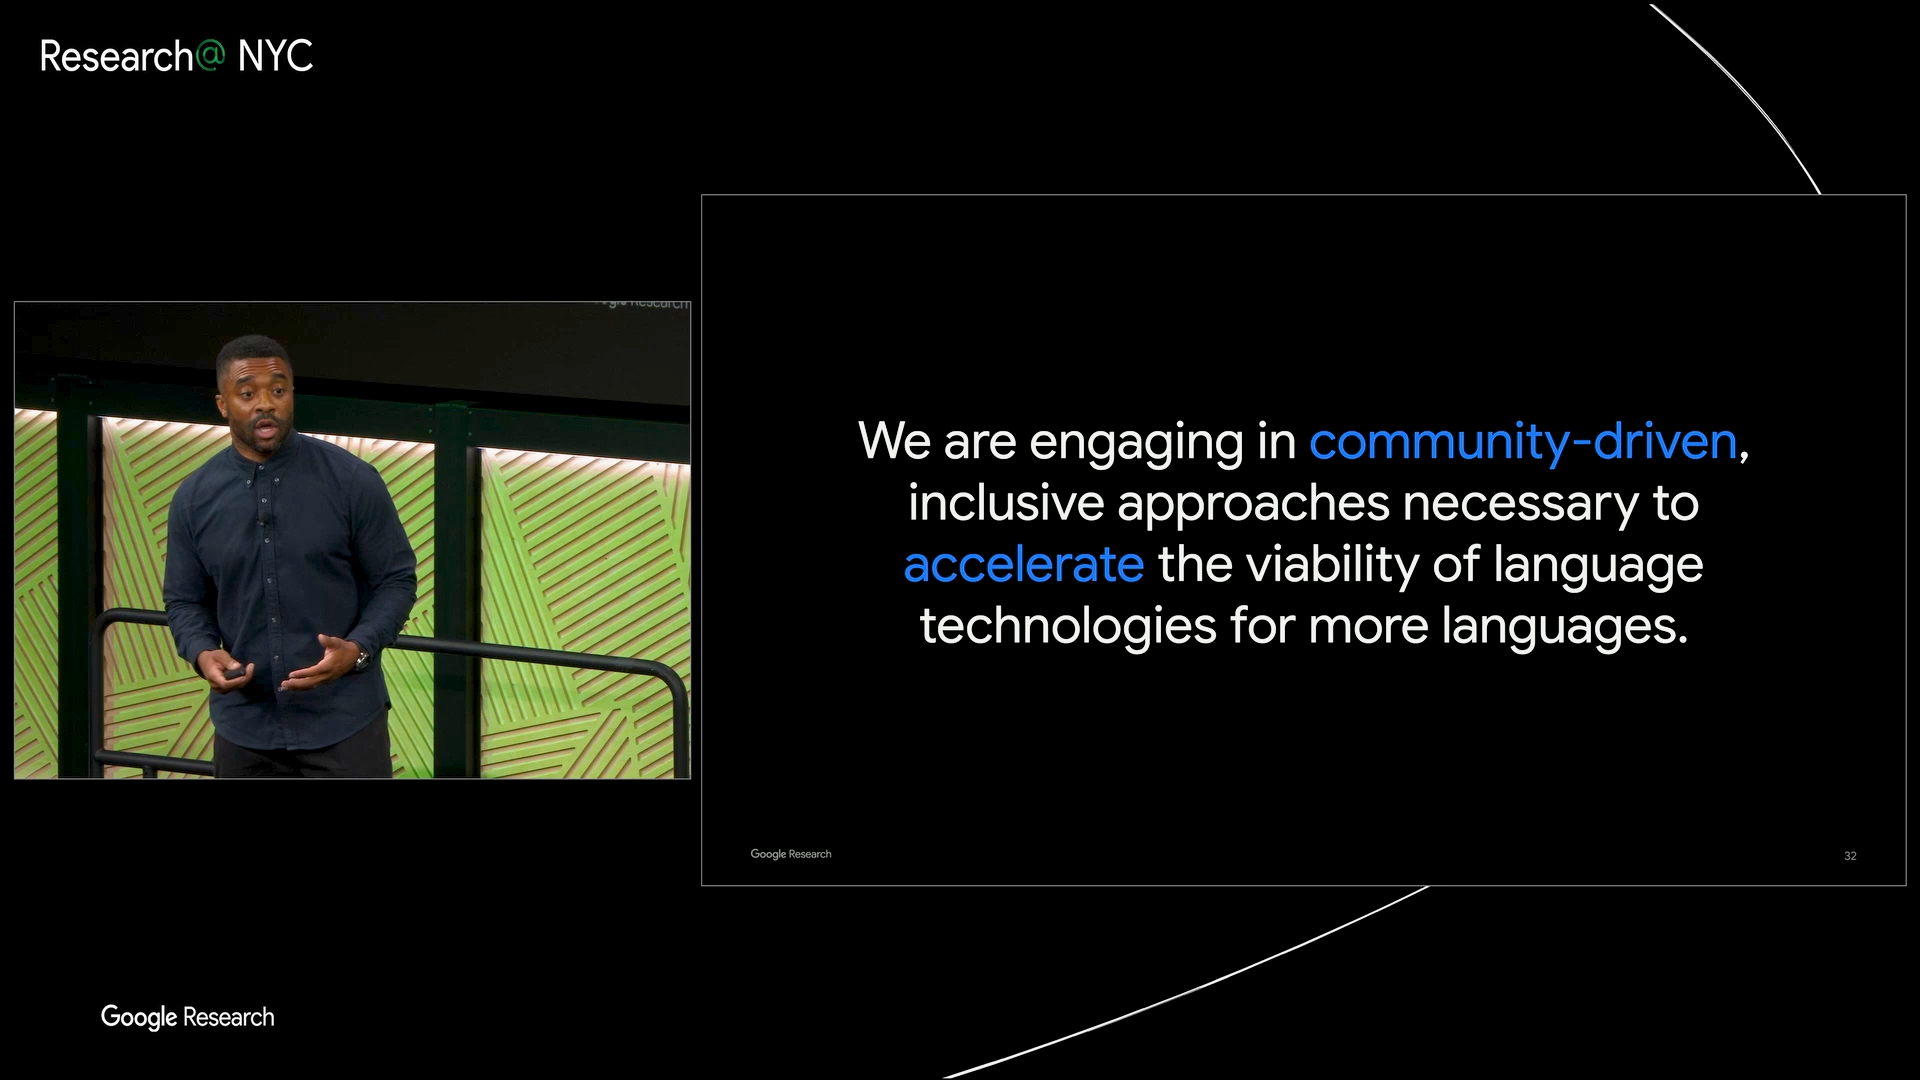 Research@ NYC
We are engaging in community-driven,
inclusive approaches necessary to
accelerate the viability of language
technologies for more languages.
Google Research
32
Google Research